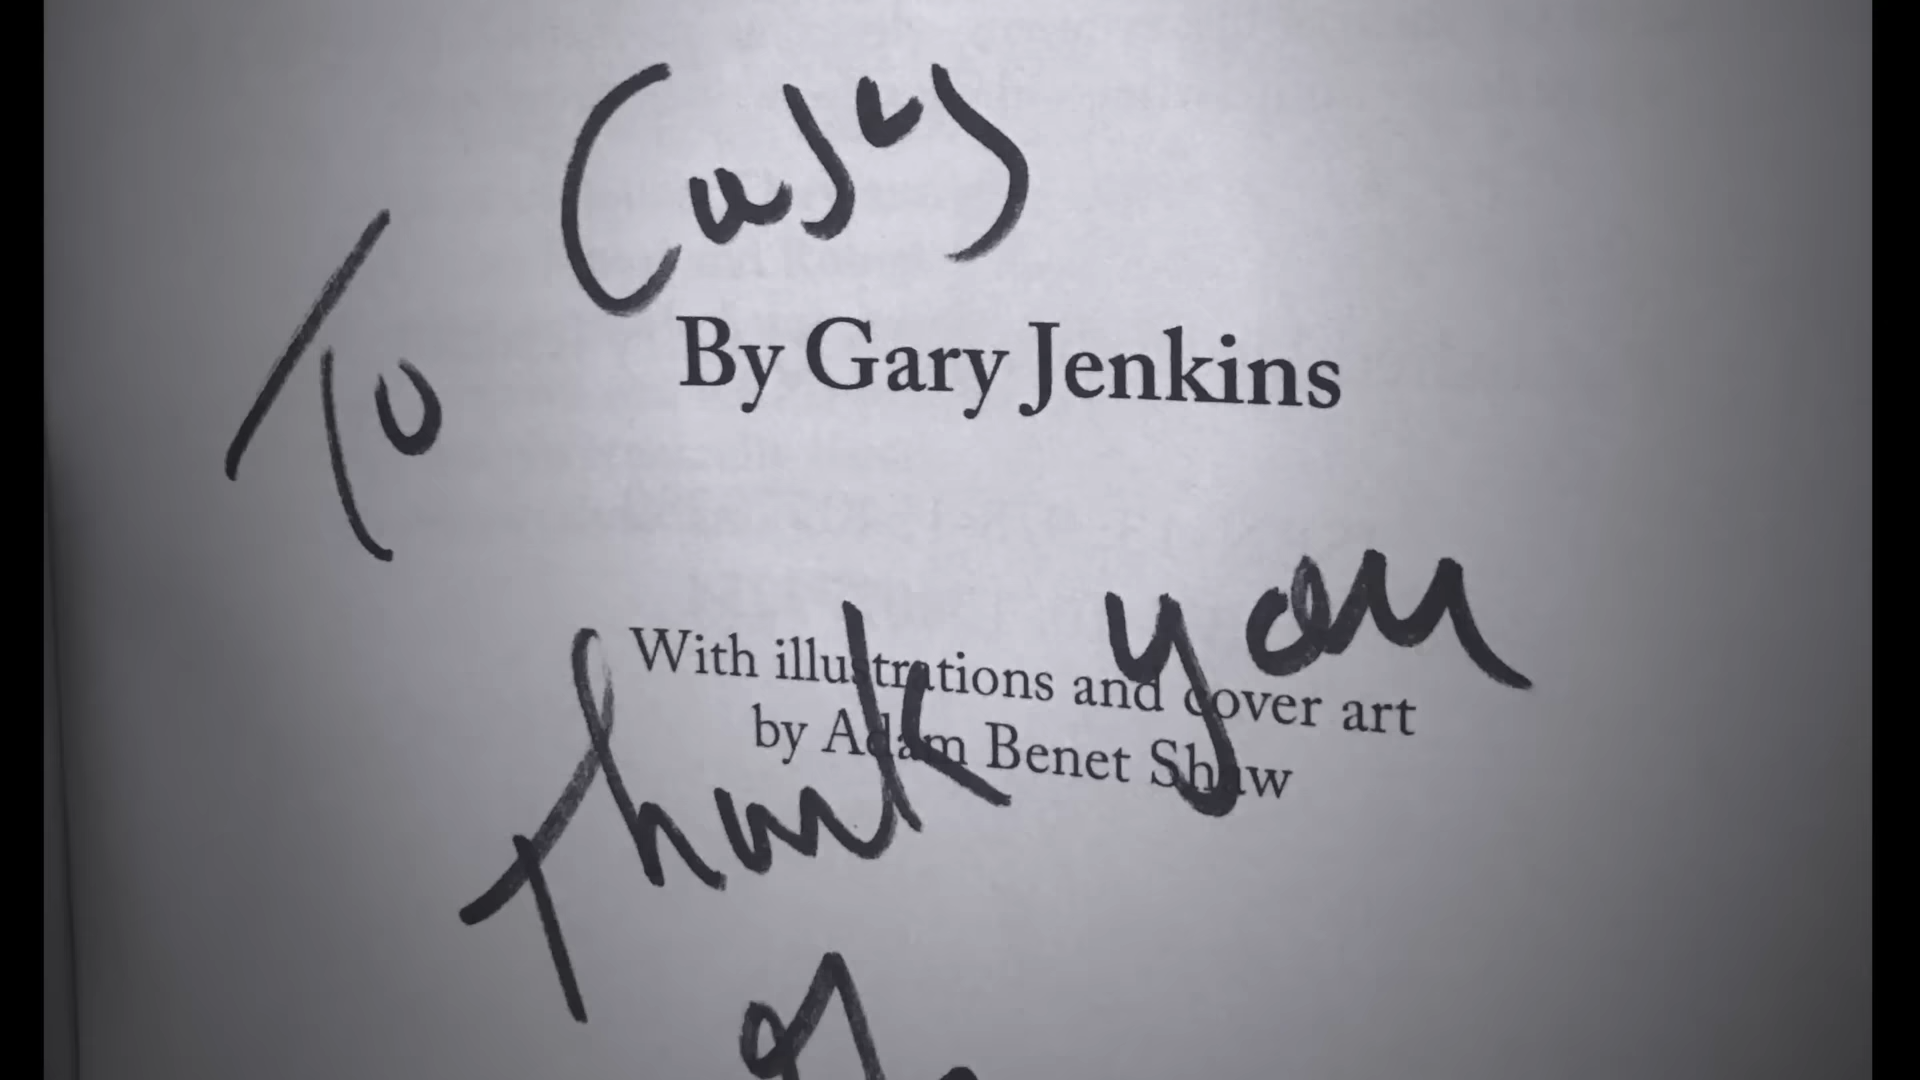 To Casey
By Gary Jenkins
Thank you
With illustrations and cover art
by Adam Benet Shaw